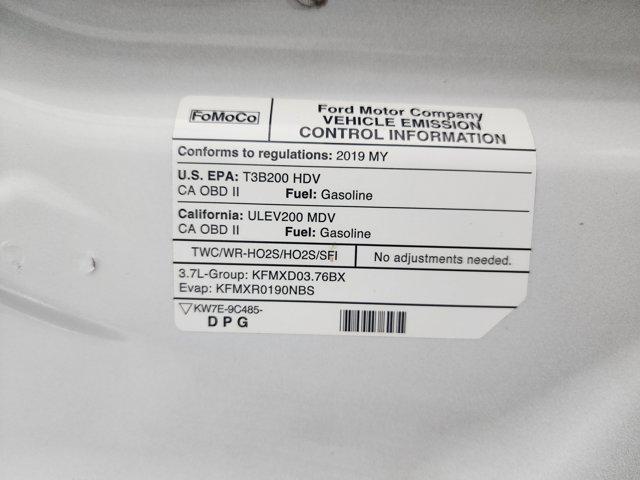 FoMoCo
Ford Motor Company
VEHICLE EMISSION
CONTROL INFORMATION
Conforms to regulations: 2019 MY
U.S. EPA: T3B200 HDV
CA OBD II Fuel: Gasoline
California: ULEV200 MDV
CA OBD II Fuel: Gasoline
TWC/WR-HO2S/HO2S/SFI No adjustments needed.
3.7L-Group: KFMXD03.76BX
Evap: KFMXR0190NBS
KW7E-9C485-
D P G